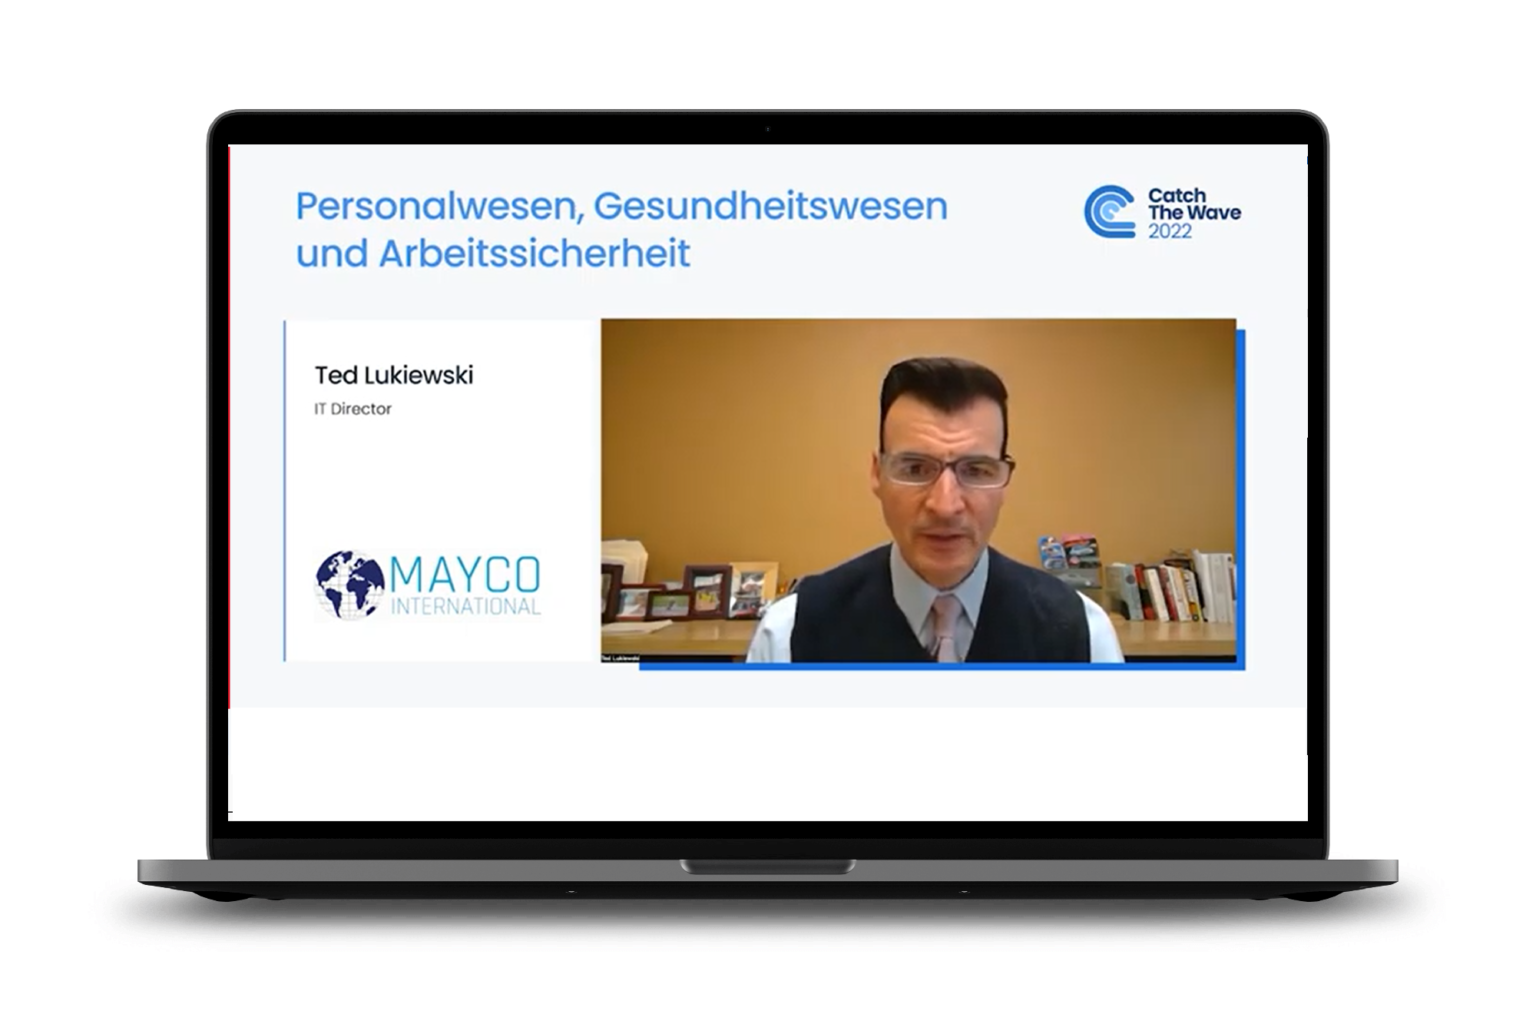 Personalwesen, Gesundheitswesen
und Arbeitssicherheit
Catch
The Wave
2022
Ted Lukiewski
IT Director
MAYCO
INTERNATIONAL
Ted Lukiewski